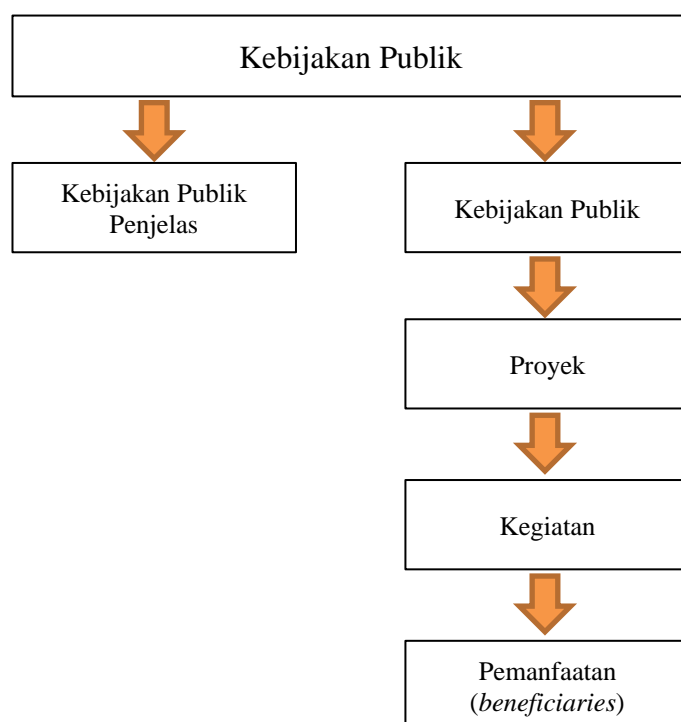 Kebijakan Publik
Kebijakan Publik
Penjelas
Kebijakan Publik
Proyek
Kegiatan
Pemanfaatan
(beneficiaries)